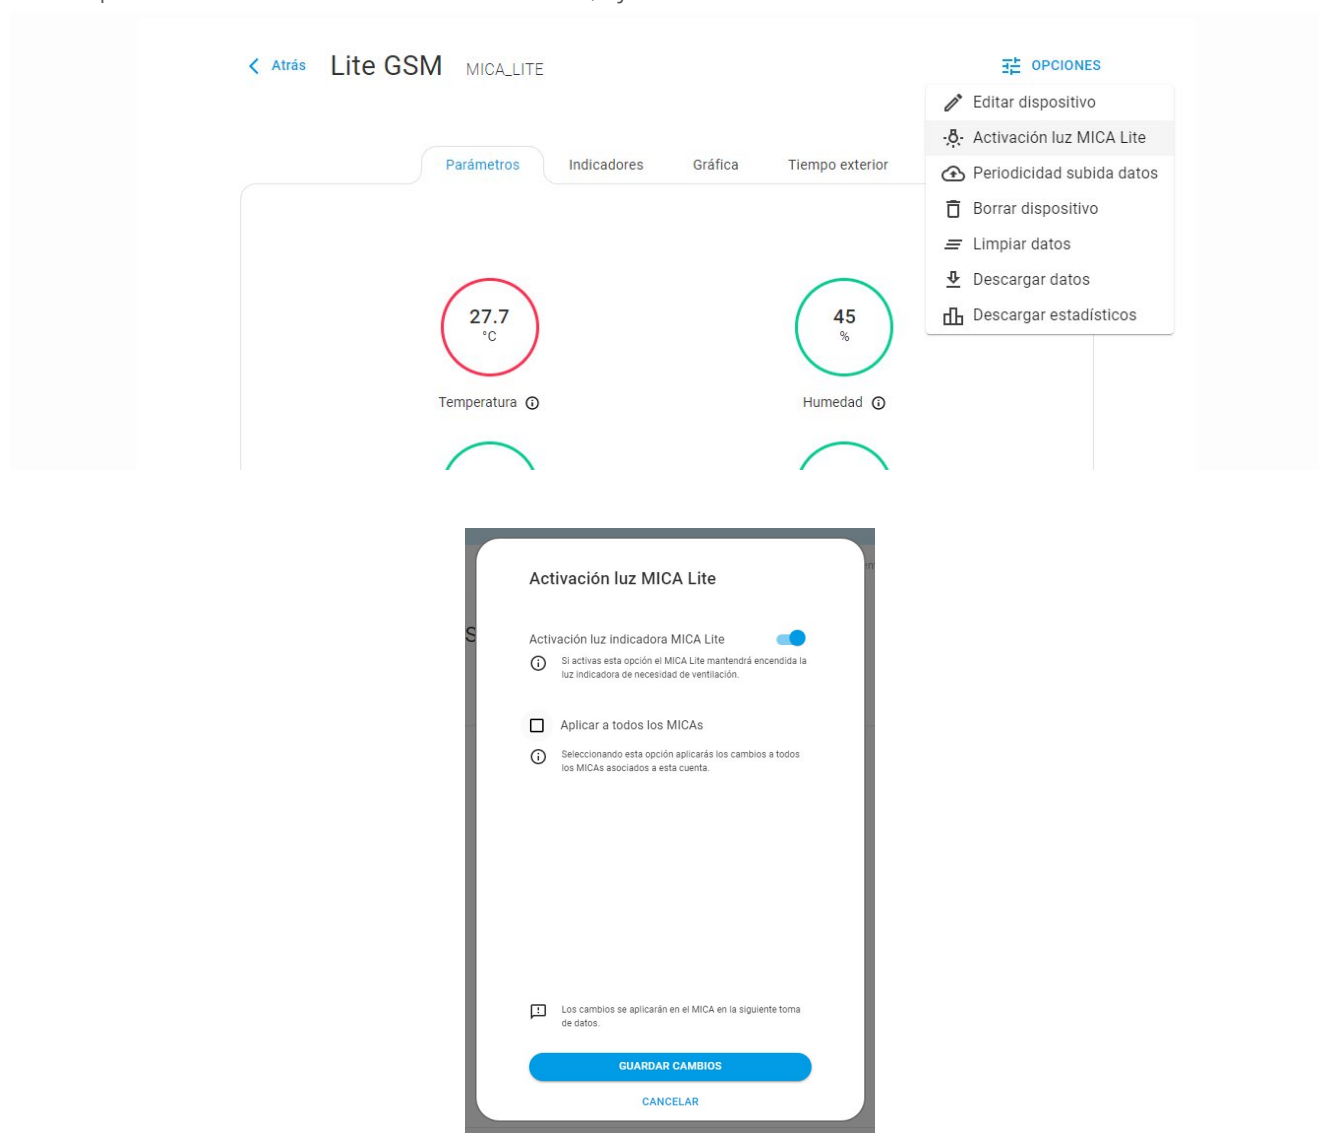 Atrás Lite GSM MICA_LITE OPCIONES
Editar dispositivo
Activación luz MICA Lite
Periodicidad subida datos
Borrar dispositivo
Limpiar datos
Descargar datos
Descargar estadísticos
Parámetros Indicadores Gráfica Tiempo exterior
27.7
°C
Temperatura
45
%
Humedad
Activación luz MICA Lite
Activación luz indicadora MICA Lite
Si activas esta opción el MICA Lite mantendrá encendida la
luz indicadora de necesidad de ventilación.
Aplicar a todos los MICAs
Seleccionando esta opción aplicarás los cambios a todos
los MICAs asociados a esta cuenta.
Los cambios se aplicarán en el MICA en la siguiente toma
de datos.
GUARDAR CAMBIOS
CANCELAR